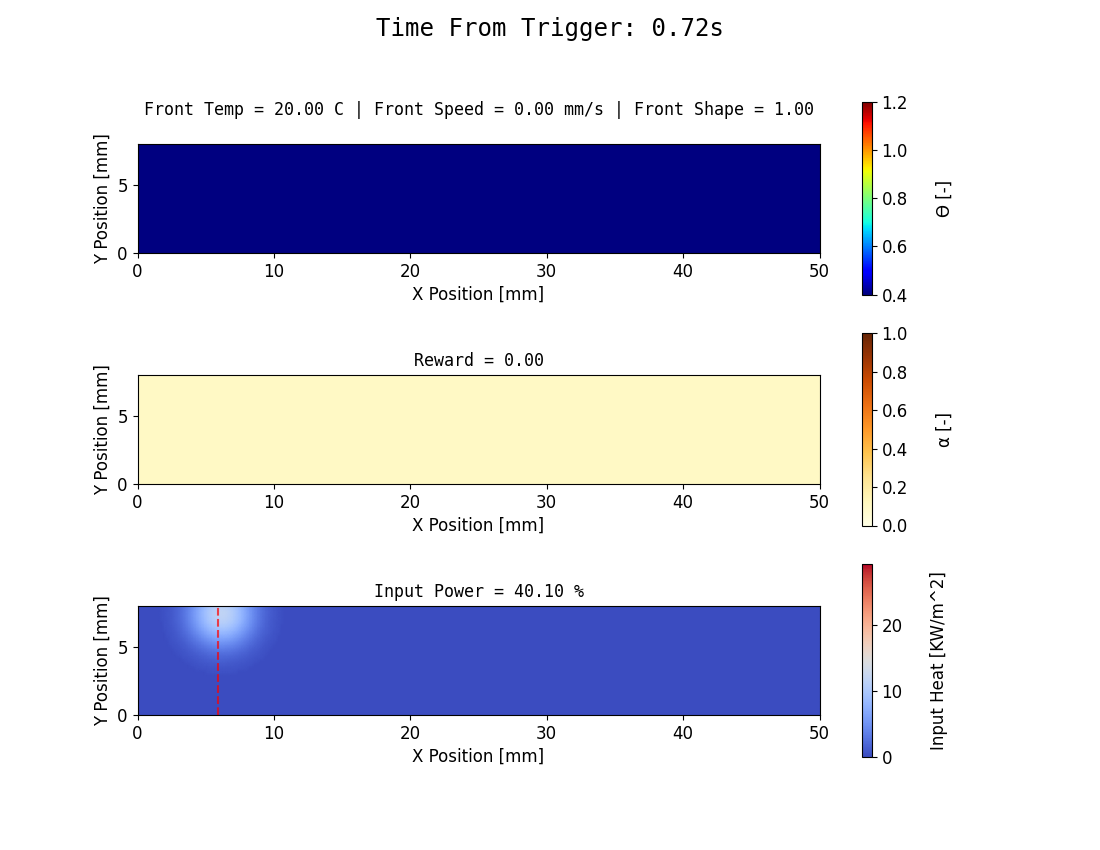 Time From Trigger: 0.72s
Front Temp = 20.00 C | Front Speed = 0.00 mm/s | Front Shape = 1.00
Y Position [mm]
5
0
0 10 20 30 40 50
X Position [mm]
1.2
1.0
0.8
0.6
0.4
Θ [-]
Reward = 0.00
Y Position [mm]
5
0
0 10 20 30 40 50
X Position [mm]
1.0
0.8
0.6
0.4
0.2
0.0
α [-]
Input Power = 40.10 %
Y Position [mm]
5
0
0 10 20 30 40 50
X Position [mm]
20
10
0
Input Heat [KW/m^2]